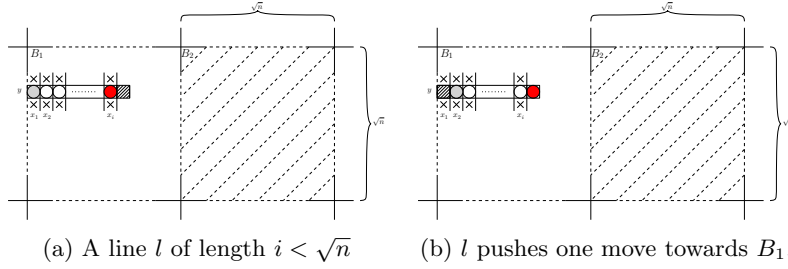 √n
√n
B₁
B₂
B₁
B₂
y
x₁ x₂ xᵢ
√n
y
x₁ x₂ xᵢ
√
(a) A line l of length i < √n
(b) l pushes one move towards B₁